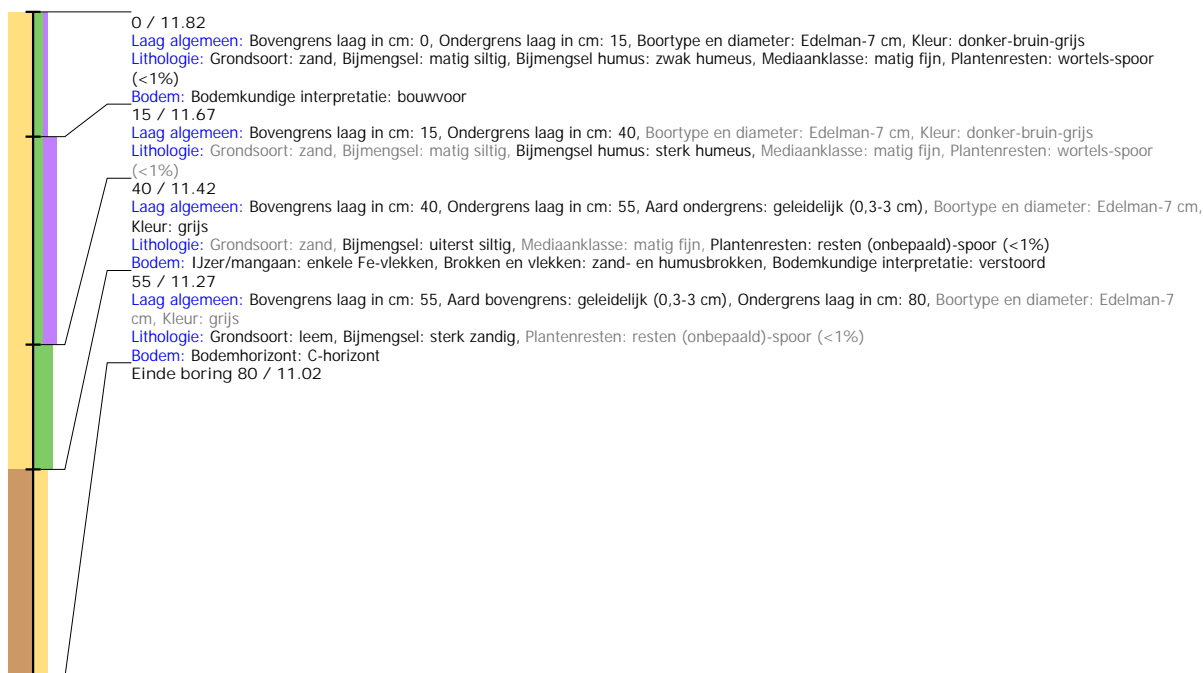 0 / 11.82
Laag algemeen: Bovengrens laag in cm: 0, Ondergrens laag in cm: 15, Boortype en diameter: Edelman-7 cm, Kleur: donker-bruin-grijs
Lithologie: Grondsoort: zand, Bijmengsel: matig siltig, Bijmengsel humus: zwak humeus, Mediaanklasse: matig fijn, Plantenresten: wortels-spoor
(<1%)
Bodem: Bodemkundige interpretatie: bouwvoor
15 / 11.67
Laag algemeen: Bovengrens laag in cm: 15, Ondergrens laag in cm: 40, Boortype en diameter: Edelman-7 cm, Kleur: donker-bruin-grijs
Lithologie: Grondsoort: zand, Bijmengsel: matig siltig, Bijmengsel humus: sterk humeus, Mediaanklasse: matig fijn, Plantenresten: wortels-spoor
(<1%)
40 / 11.42
Laag algemeen: Bovengrens laag in cm: 40, Ondergrens laag in cm: 55, Aard ondergrens: geleidelijk (0,3-3 cm), Boortype en diameter: Edelman-7 cm,
Kleur: grijs
Lithologie: Grondsoort: zand, Bijmengsel: uiterst siltig, Mediaanklasse: matig fijn, Plantenresten: resten (onbepaald)-spoor (<1%)
Bodem: IJzer/mangaan: enkele Fe-vlekken, Brokken en vlekken: zand- en humusbrokken, Bodemkundige interpretatie: verstoord
55 / 11.27
Laag algemeen: Bovengrens laag in cm: 55, Aard bovengrens: geleidelijk (0,3-3 cm), Ondergrens laag in cm: 80, Boortype en diameter: Edelman-7
cm, Kleur: grijs
Lithologie: Grondsoort: leem, Bijmengsel: sterk zandig, Plantenresten: resten (onbepaald)-spoor (<1%)
Bodem: Bodemhorizont: C-horizont
Einde boring 80 / 11.02